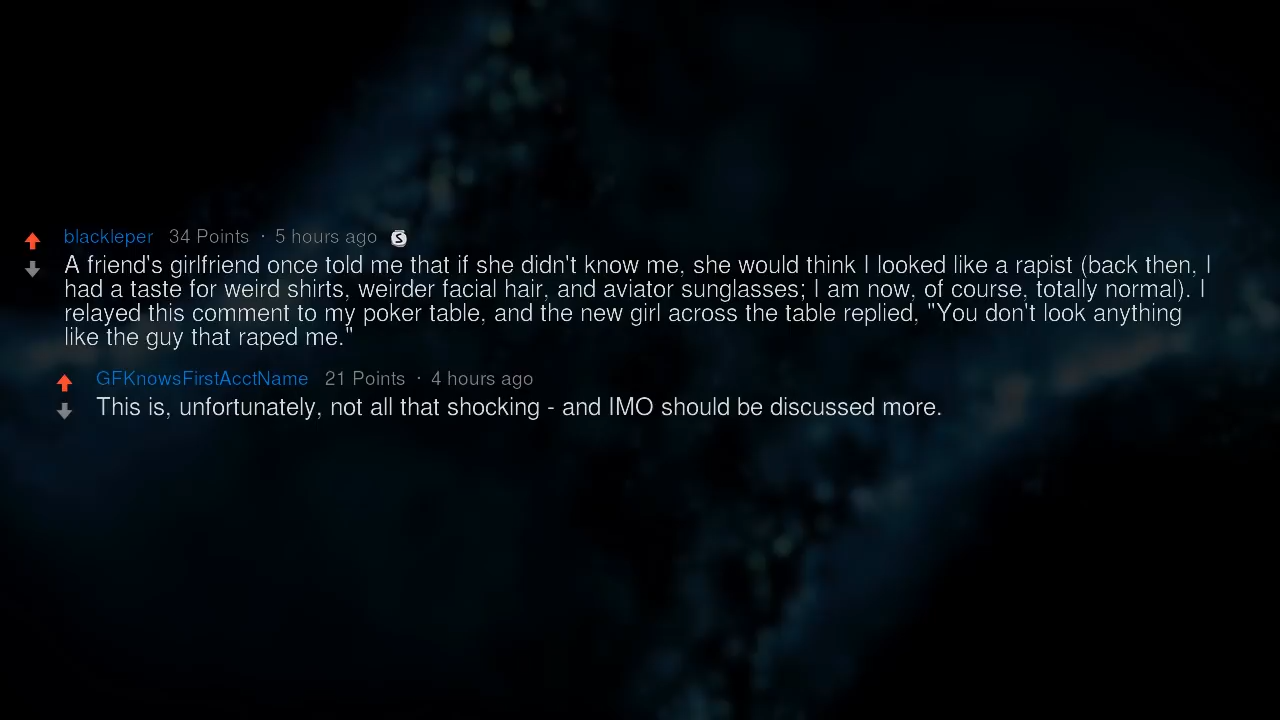 blackleper 34 Points · 5 hours ago S
A friend's girlfriend once told me that if she didn't know me, she would think I looked like a rapist (back then, I
had a taste for weird shirts, weirder facial hair, and aviator sunglasses; I am now, of course, totally normal). I
relayed this comment to my poker table, and the new girl across the table replied, "You don't look anything
like the guy that raped me."
GFKnowsFirstAcctName 21 Points · 4 hours ago
This is, unfortunately, not all that shocking - and IMO should be discussed more.